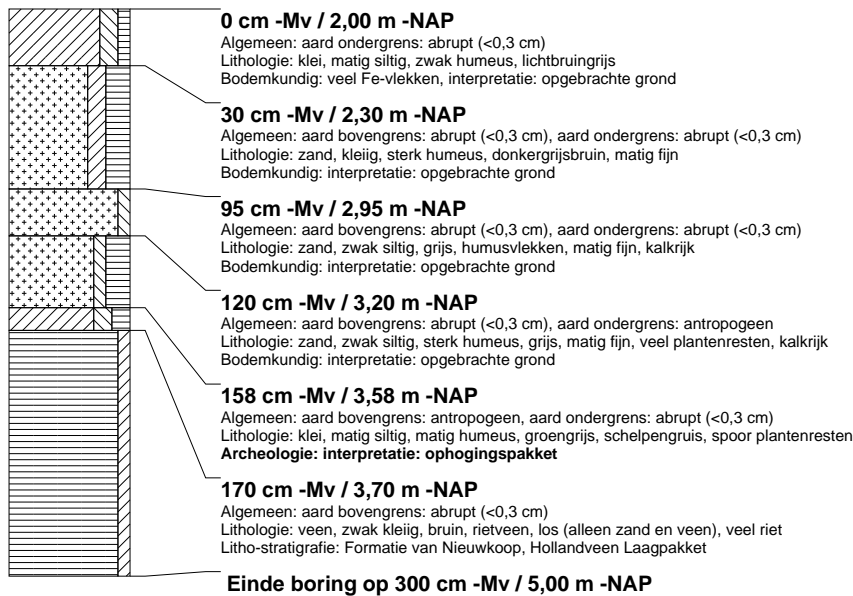 0 cm -Mv / 2,00 m -NAP
Algemeen: aard ondergrens: abrupt (<0,3 cm)
Lithologie: klei, matig siltig, zwak humeus, lichtbruingrijs
Bodemkundig: veel Fe-vlekken, interpretatie: opgebrachte grond
30 cm -Mv / 2,30 m -NAP
Algemeen: aard bovengrens: abrupt (<0,3 cm), aard ondergrens: abrupt (<0,3 cm)
Lithologie: zand, kleiig, sterk humeus, donkergrijsbruin, matig fijn
Bodemkundig: interpretatie: opgebrachte grond
95 cm -Mv / 2,95 m -NAP
Algemeen: aard bovengrens: abrupt (<0,3 cm), aard ondergrens: abrupt (<0,3 cm)
Lithologie: zand, zwak siltig, grijs, humusvlekken, matig fijn, kalkrijk
Bodemkundig: interpretatie: opgebrachte grond
120 cm -Mv / 3,20 m -NAP
Algemeen: aard bovengrens: abrupt (<0,3 cm), aard ondergrens: antropogeen
Lithologie: zand, zwak siltig, sterk humeus, grijs, matig fijn, veel plantenresten, kalkrijk
Bodemkundig: interpretatie: opgebrachte grond
158 cm -Mv / 3,58 m -NAP
Algemeen: aard bovengrens: antropogeen, aard ondergrens: abrupt (<0,3 cm)
Lithologie: klei, matig siltig, matig humeus, groengrijs, schelpengruis, spoor plantenresten
Archeologie: interpretatie: ophogingspakket
170 cm -Mv / 3,70 m -NAP
Algemeen: aard bovengrens: abrupt (<0,3 cm)
Lithologie: veen, zwak kleiig, bruin, rietveen, los (alleen zand en veen), veel riet
Litho-stratigrafie: Formatie van Nieuwkoop, Hollandveen Laagpakket
Einde boring op 300 cm -Mv / 5,00 m -NAP